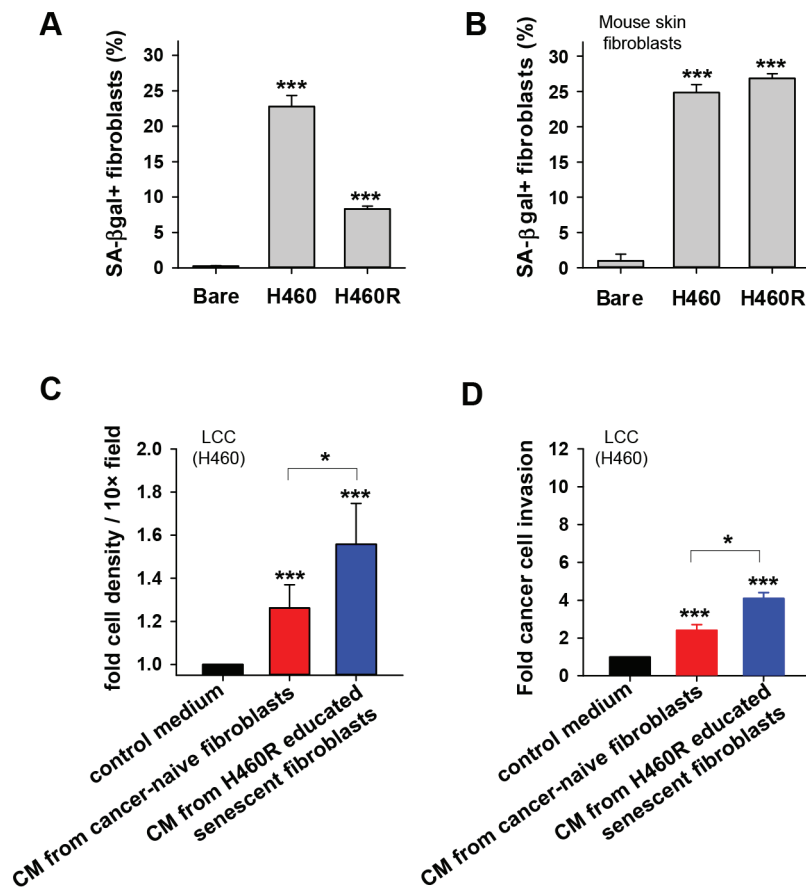 A
SA-βgal+ fibroblasts (%)
30
25
20
15
10
5
0
***
***
Bare
H460
H460R
B
Mouse skin
fibroblasts
SA-β gal+ fibroblasts (%)
30
25
20
15
10
5
0
***
***
Bare
H460
H460R
C
LCC
(H460)
fold cell density / 10× field
2.0
1.8
1.6
1.4
1.2
1.0
*
***
***
control medium
CM from cancer-naive fibroblasts
CM from H460R educated
senescent fibroblasts
D
LCC
(H460)
Fold cancer cell invasion
12
10
8
6
4
2
0
*
***
***
control medium
CM from cancer-naive fibroblasts
CM from H460R educated
senescent fibroblasts